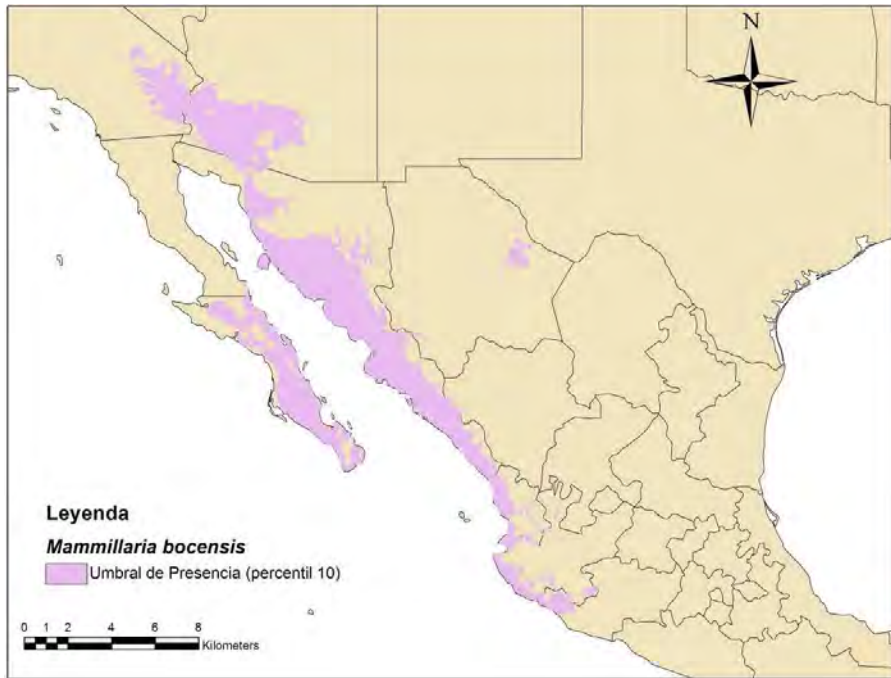 N
Leyenda
Mammillaria bocensis
Umbral de Presencia (percentil 10)
0 1 2 4 6 8
Kilometers